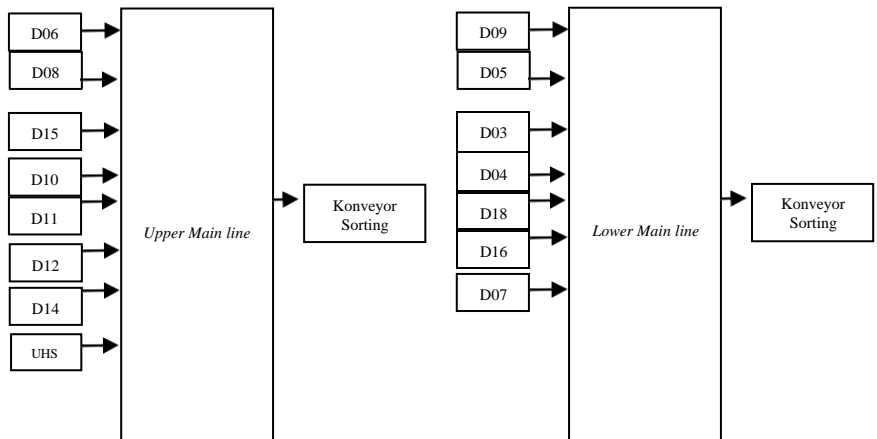 D06
D08
D15
D10
D11
D12
D14
UHS
Upper Main line
Konveyor
Sorting
D09
D05
D03
D04
D18
D16
D07
Lower Main line
Konveyor
Sorting